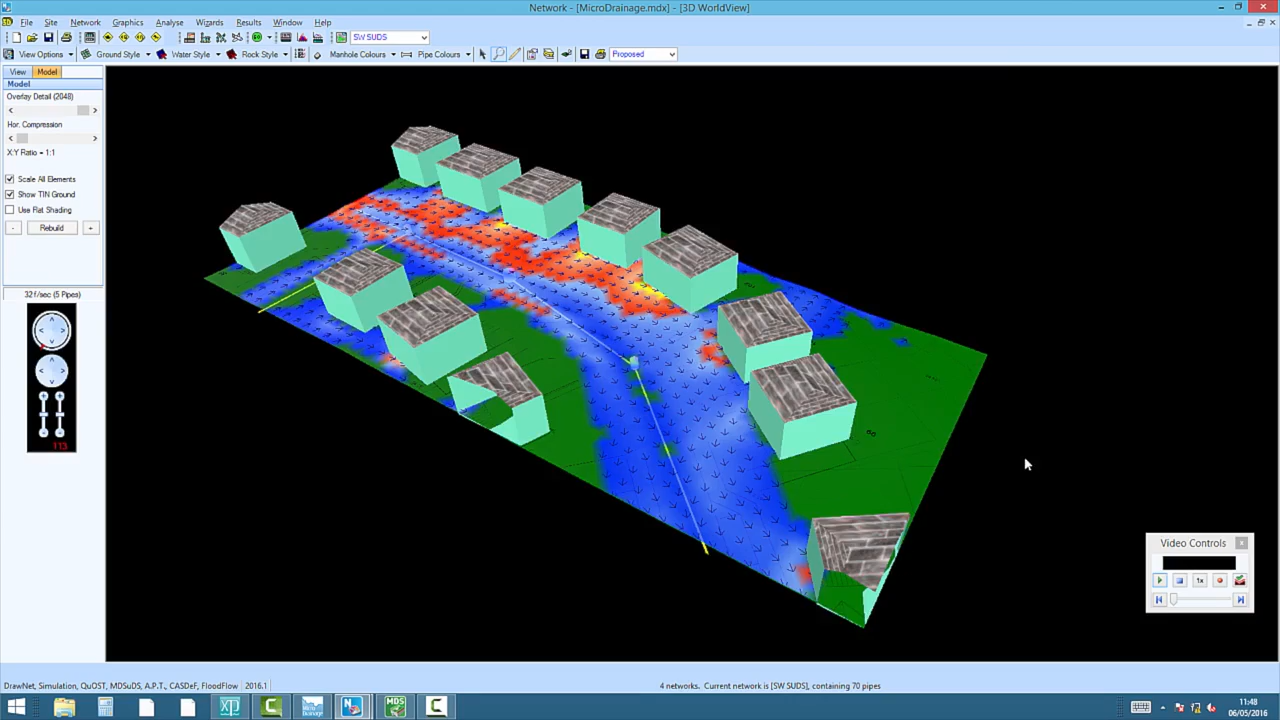 Network - [MicroDrainage.mdx] - [3D WorldView]
File Site Network Graphics Analyse Wizards Results Window Help
SW SUDS
View Options Ground Style Water Style Rock Style Manhole Colours Pipe Colours Proposed
View Model
Model
Overlay Detail (2048)
Hor. Compression
X:Y Ratio = 1:1
Scale All Elements
Show TIN Ground
Use Flat Shading
- Rebuild +
32f/sec (5 Pipes)
113
Video Controls
1x
DrawNet, Simulation, QuOST, MDSuDS, A.P.T., CASDeF, FloodFlow 2016.1
4 networks. Current network is [SW SUDS], containing 70 pipes
11:48
06/05/2016